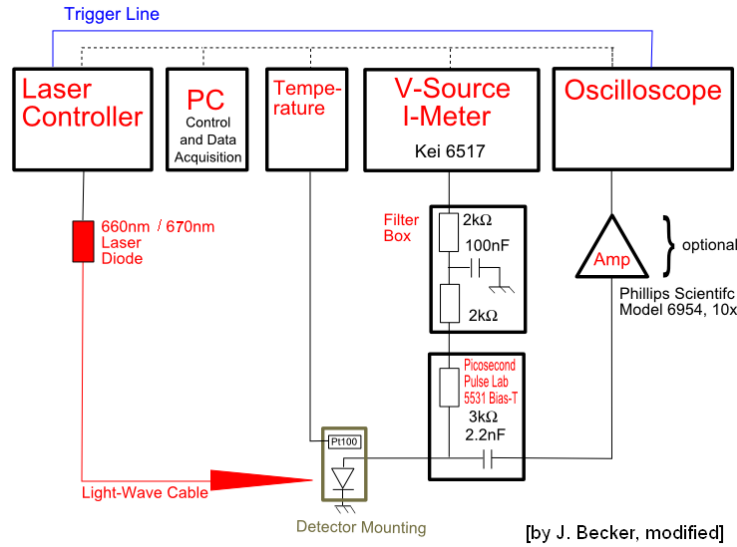 Trigger Line
Laser
Controller
PC
Control
and Data
Acquisition
Tempe-
rature
V-Source
I-Meter
Kei 6517
Oscilloscope
660nm / 670nm
Laser
Diode
Filter
Box
2kΩ
100nF
2kΩ
Amp
optional
Phillips Scientifc
Model 6954, 10x
Picosecond
Pulse Lab
5531 Bias-T
3kΩ
2.2nF
Pt100
Light-Wave Cable
Detector Mounting
[by J. Becker, modified]